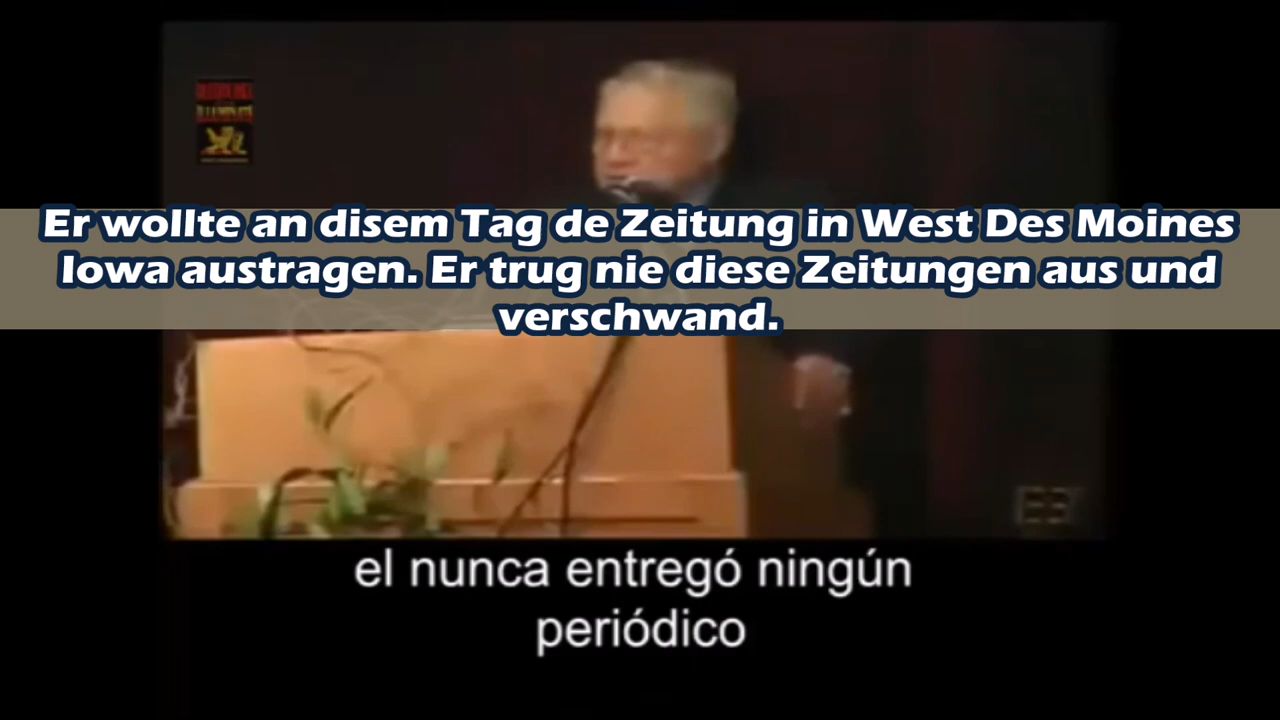 Er wollte an disem Tag de Zeitung in West Des Moines
Iowa austragen. Er trug nie diese Zeitungen aus und
verschwand.
el nunca entregó ningún
periódico